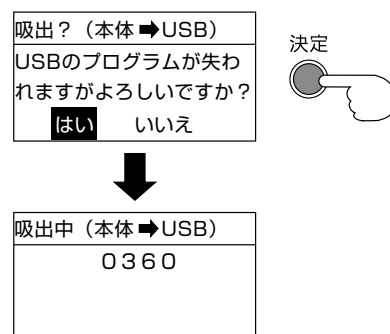 吸出？（本体➡USB）
USBのプログラムが失わ
れますがよろしいですか？
はい　いいえ
決定
吸出中（本体➡USB）
０３６０